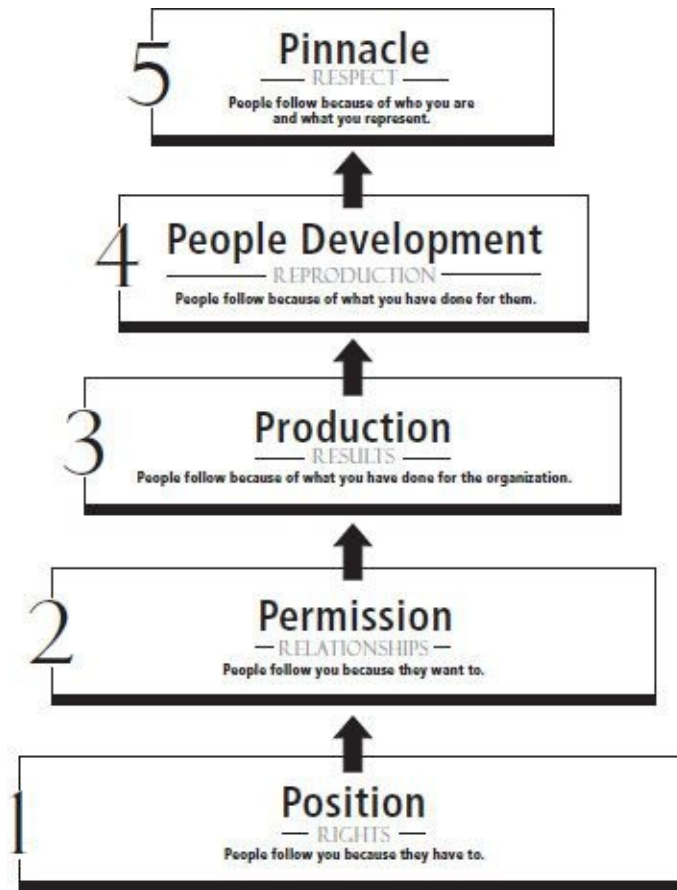 5
Pinnacle
RESPECT
People follow because of who you are
and what you represent.
4
People Development
REPRODUCTION
People follow because of what you have done for them.
3
Production
RESULTS
People follow because of what you have done for the organization.
2
Permission
RELATIONSHIPS
People follow you because they want to.
1
Position
RIGHTS
People follow you because they have to.